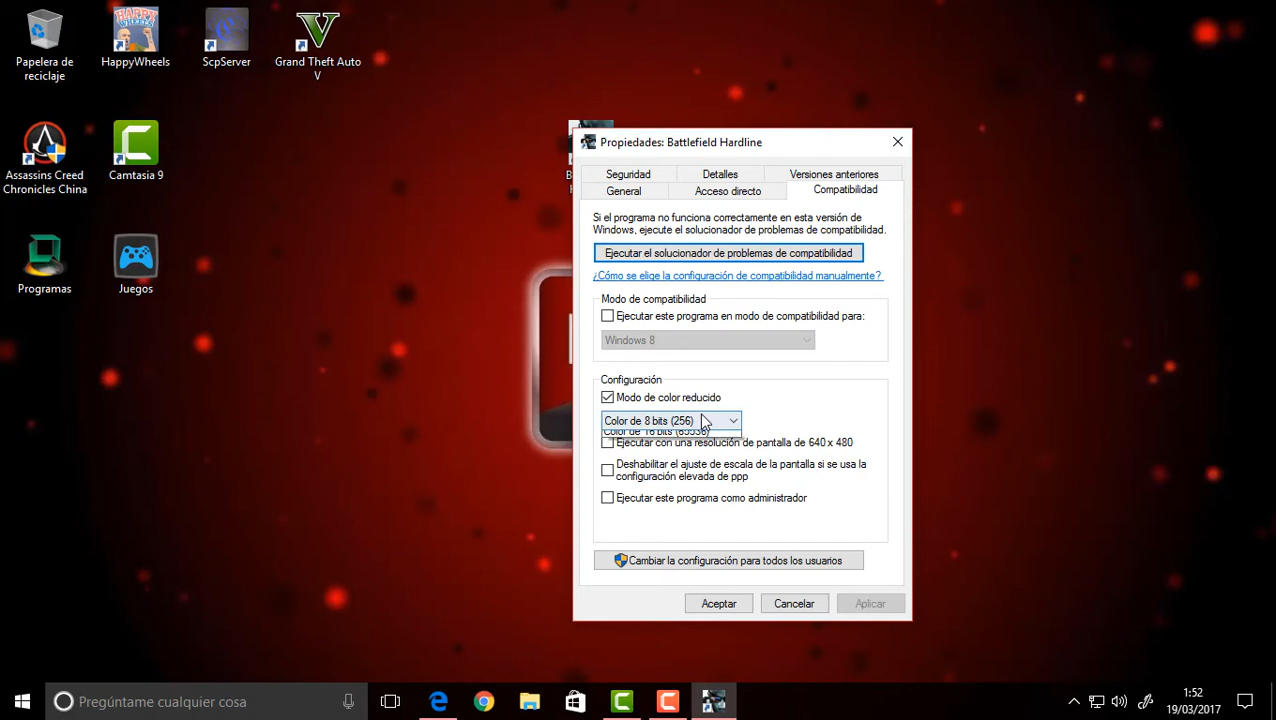 Papelera de
reciclaje
HappyWheels
ScpServer
Grand Theft Auto
V
Assassins Creed
Chronicles China
Camtasia 9
Programas
Juegos
Propiedades: Battlefield Hardline
Seguridad
Detalles
Versiones anteriores
General
Acceso directo
Compatibilidad
Si el programa no funciona correctamente en esta versión de
Windows, ejecute el solucionador de problemas de compatibilidad.
Ejecutar el solucionador de problemas de compatibilidad
¿Cómo se elige la configuración de compatibilidad manualmente?
Modo de compatibilidad
Ejecutar este programa en modo de compatibilidad para:
Windows 8
Configuración
Modo de color reducido
Color de 8 bits (256)
Color de 16 bits (65536)
Ejecutar con una resolución de pantalla de 640 x 480
Deshabilitar el ajuste de escala de la pantalla si se usa la
configuración elevada de ppp
Ejecutar este programa como administrador
Cambiar la configuración para todos los usuarios
Aceptar
Cancelar
Aplicar
Pregúntame cualquier cosa
1:52
19/03/2017